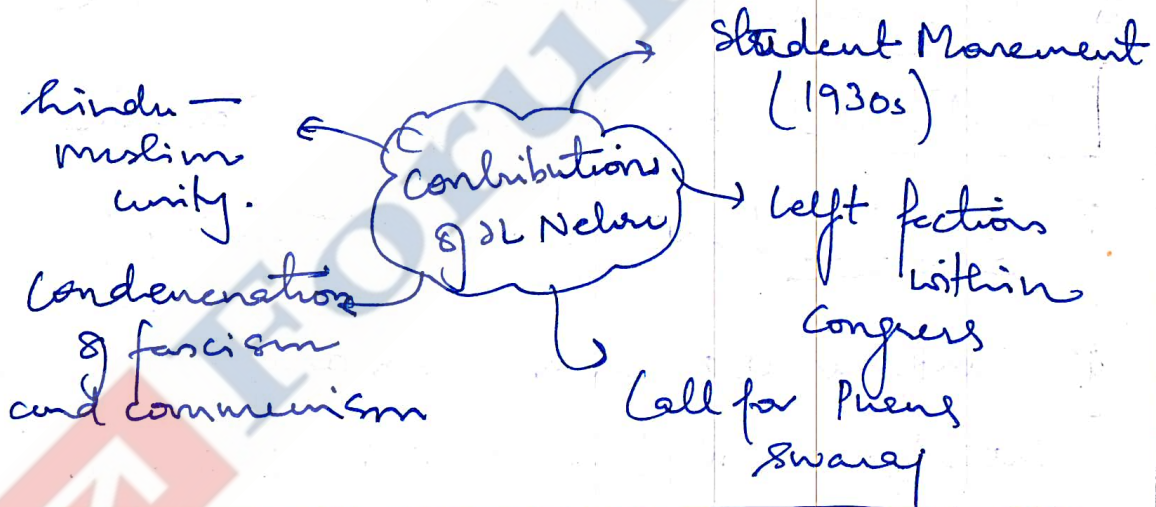 Student Movement
(1930s)
hindu -
muslim
unity.
Contributions
of JL Nehru
Left factions
within
Congress
Condemnation
of fascism
and communism
Call for Purna
Swaraj
ForumIAS